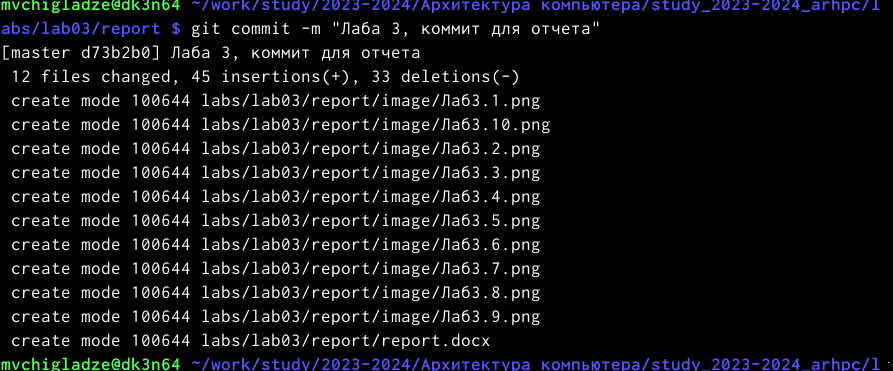 mvchigladze@dk3n64 ~/work/study/2023-2024/Архитектура компьютера/study_2023-2024_arhpc/l
abs/lab03/report $ git commit -m "Лаба 3, коммит для отчета"
[master d73b2b0] Лаба 3, коммит для отчета
 12 files changed, 45 insertions(+), 33 deletions(-)
 create mode 100644 labs/lab03/report/image/Лаб3.1.png
 create mode 100644 labs/lab03/report/image/Лаб3.10.png
 create mode 100644 labs/lab03/report/image/Лаб3.2.png
 create mode 100644 labs/lab03/report/image/Лаб3.3.png
 create mode 100644 labs/lab03/report/image/Лаб3.4.png
 create mode 100644 labs/lab03/report/image/Лаб3.5.png
 create mode 100644 labs/lab03/report/image/Лаб3.6.png
 create mode 100644 labs/lab03/report/image/Лаб3.7.png
 create mode 100644 labs/lab03/report/image/Лаб3.8.png
 create mode 100644 labs/lab03/report/image/Лаб3.9.png
 create mode 100644 labs/lab03/report/report.docx
mvchigladze@dk3n64 ~/work/study/2023-2024/Архитектура компьютера/study_2023-2024_arhpc/l